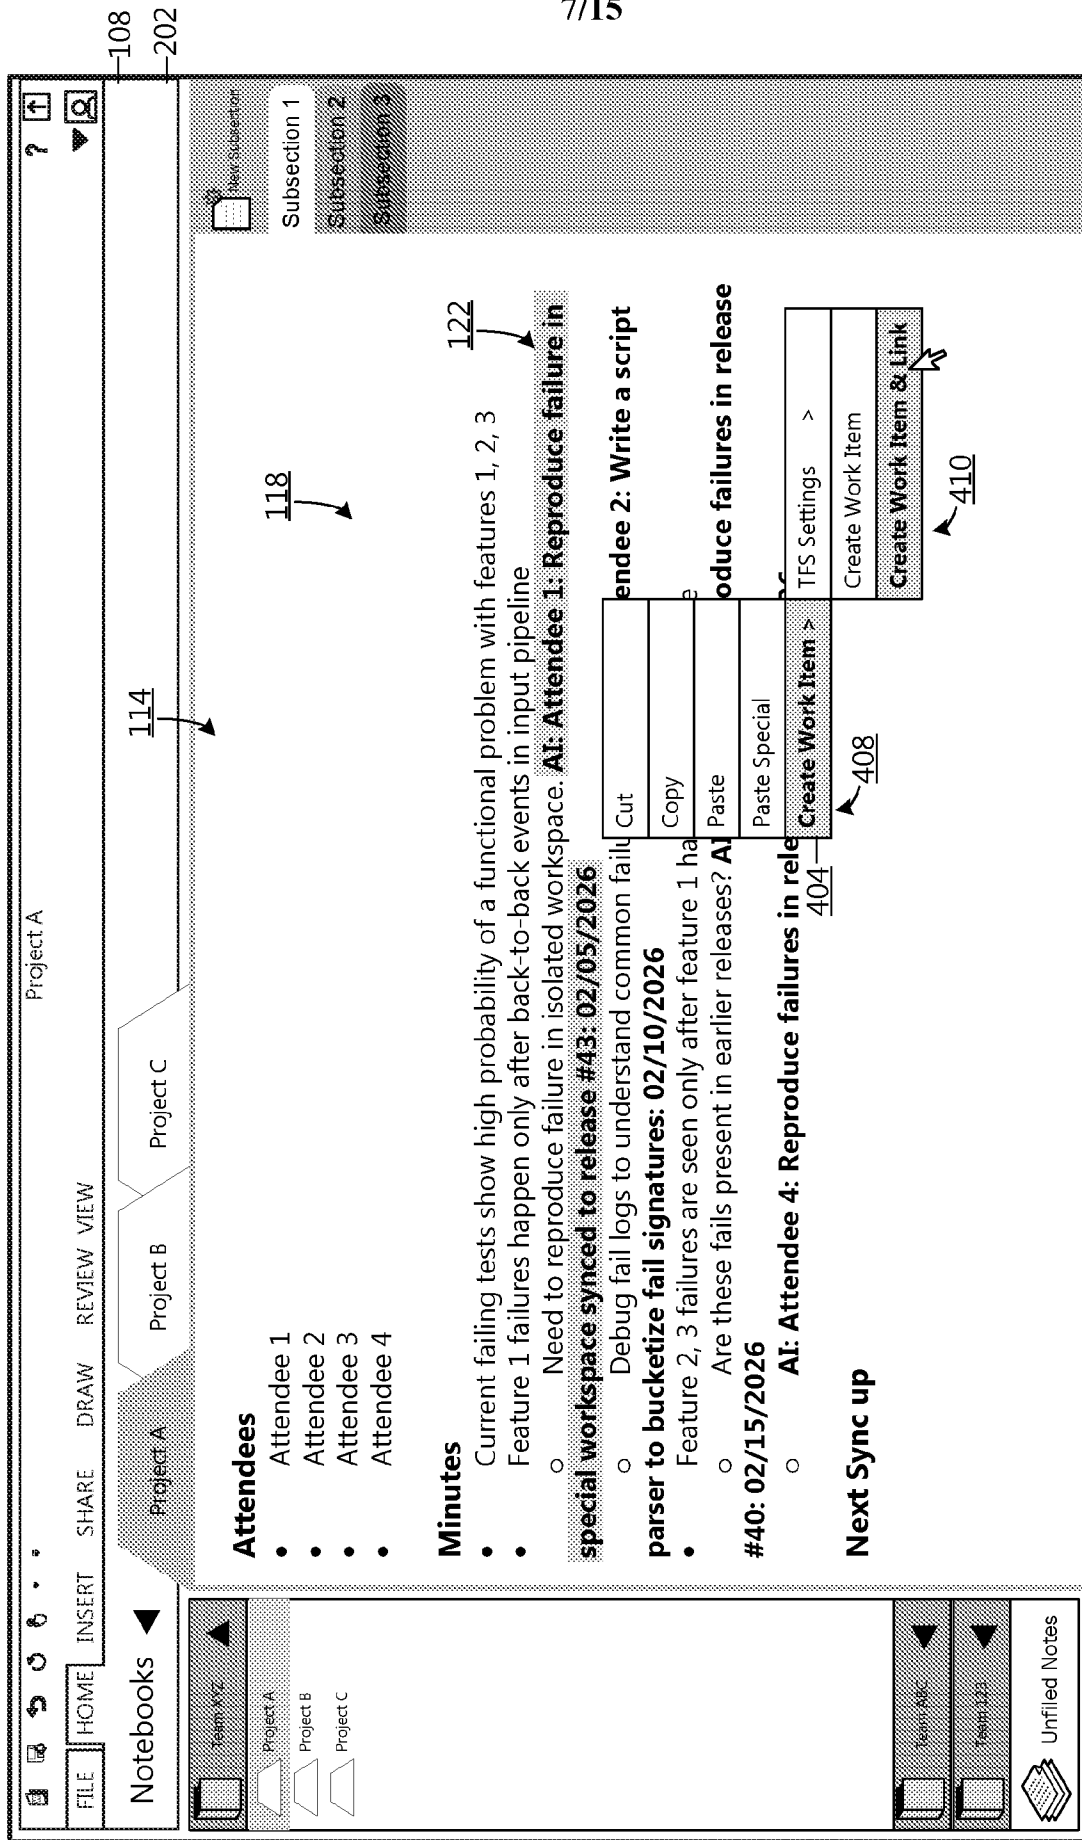 7/15
Project A
? 
FILE HOME INSERT SHARE DRAW REVIEW VIEW
108
202
Notebooks
Project A
Project B
Project C
114
Team XYZ
Project A
Project B
Project C
Team ABC
Team 123
Unfiled Notes
New Subsection
Subsection 1
Subsection 2
Subsection 3
118
Attendees
• Attendee 1
• Attendee 2
• Attendee 3
• Attendee 4
122
Minutes
• Current failing tests show high probability of a functional problem with features 1, 2, 3
• Feature 1 failures happen only after back-to-back events in input pipeline
○ Need to reproduce failure in isolated workspace. AI: Attendee 1: Reproduce failure in
special workspace synced to release #43: 02/05/2026
○ Debug fail logs to understand common failu
endee 2: Write a script
parser to bucketize fail signatures: 02/10/2026
• Feature 2, 3 failures are seen only after feature 1 ha
e
○ Are these fails present in earlier releases? AI
oduce failures in release
#40: 02/15/2026
○ AI: Attendee 4: Reproduce failures in rele
Next Sync up
Cut
Copy
Paste
Paste Special
Create Work Item >
404
408
TFS Settings >
Create Work Item
Create Work Item & Link
410